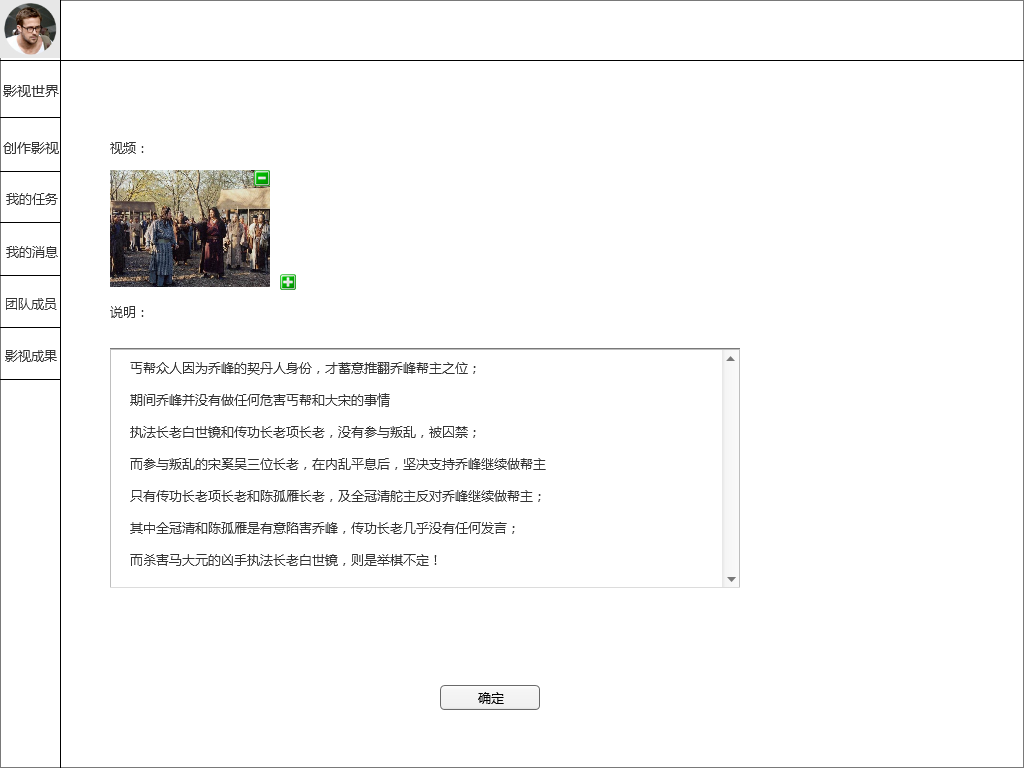 影视世界
创作影视
我的任务
我的消息
团队成员
影视成果
视频：
说明：
丐帮众人因为乔峰的契丹人身份，才蓄意推翻乔峰帮主之位；
期间乔峰并没有做任何危害丐帮和大宋的事情
执法长老白世镜和传功长老项长老，没有参与叛乱，被囚禁；
而参与叛乱的宋奚吴三位长老，在内乱平息后，坚决支持乔峰继续做帮主
只有传功长老项长老和陈孤雁长老，及全冠清舵主反对乔峰继续做帮主；
其中全冠清和陈孤雁是有意陷害乔峰，传功长老几乎没有任何发言；
而杀害马大元的凶手执法长老白世镜，则是举棋不定！
确定